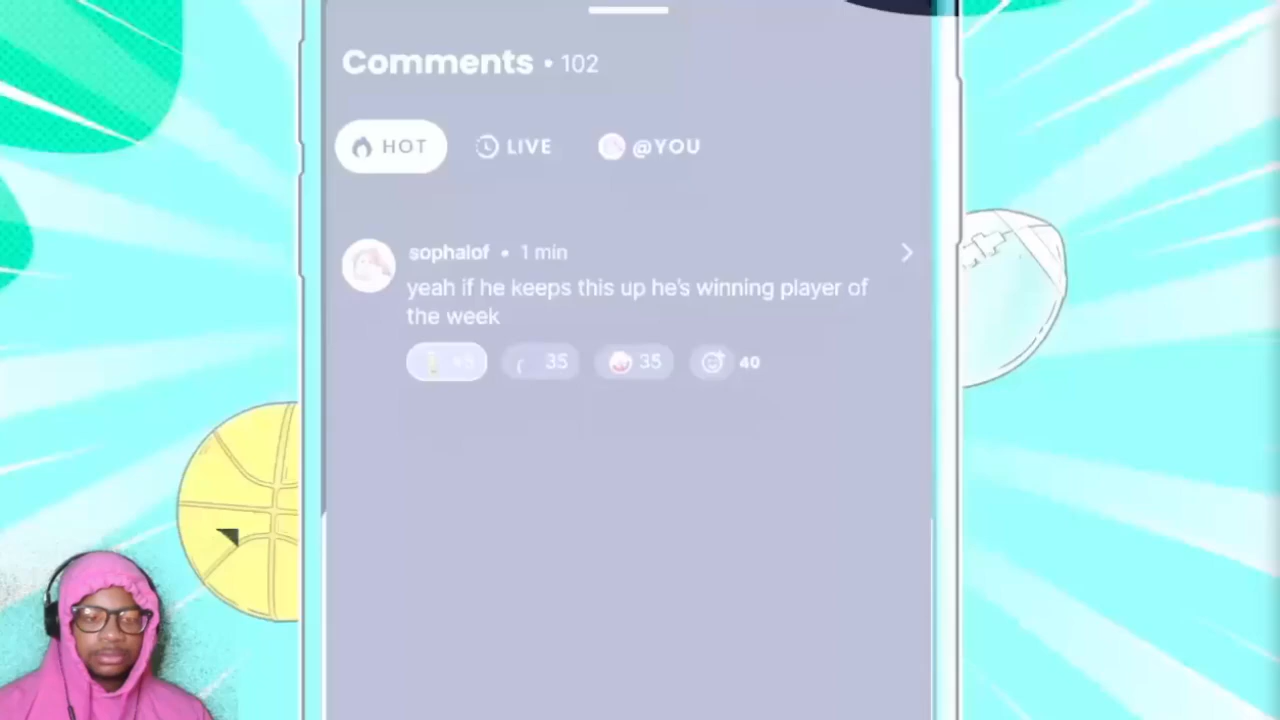 Comments • 102
HOT LIVE @YOU
sophalof • 1 min
yeah if he keeps this up he's winning player of
the week
35 35 40